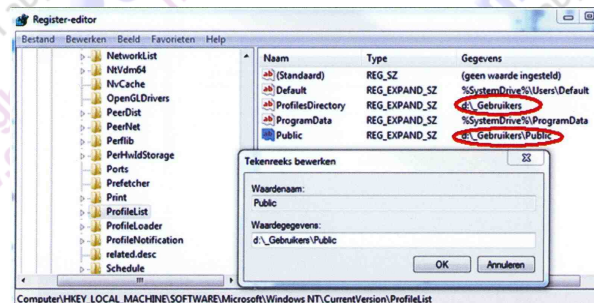 Register-editor
Bestand Bewerken Beeld Favorieten Help
NetworkList
NtVdm64
NvCache
OpenGLDrivers
PeerDist
PeerNet
Perflib
PerHwIdStorage
Ports
Prefetcher
Print
ProfileList
ProfileLoader
ProfileNotification
related.desc
Schedule
Naam Type Gegevens
(Standaard) REG_SZ (geen waarde ingesteld)
Default REG_EXPAND_SZ %SystemDrive%\Users\Default
ProfilesDirectory REG_EXPAND_SZ d:\_Gebruikers
ProgramData REG_EXPAND_SZ %SystemDrive%\ProgramData
Public REG_EXPAND_SZ d:\_Gebruikers\Public
Tekenreeks bewerken
Waardenaam:
Public
Waardegegevens:
d:\_Gebruikers\Public
OK Annuleren
Computer\HKEY_LOCAL_MACHINE\SOFTWARE\Microsoft\Windows NT\CurrentVersion\ProfileList